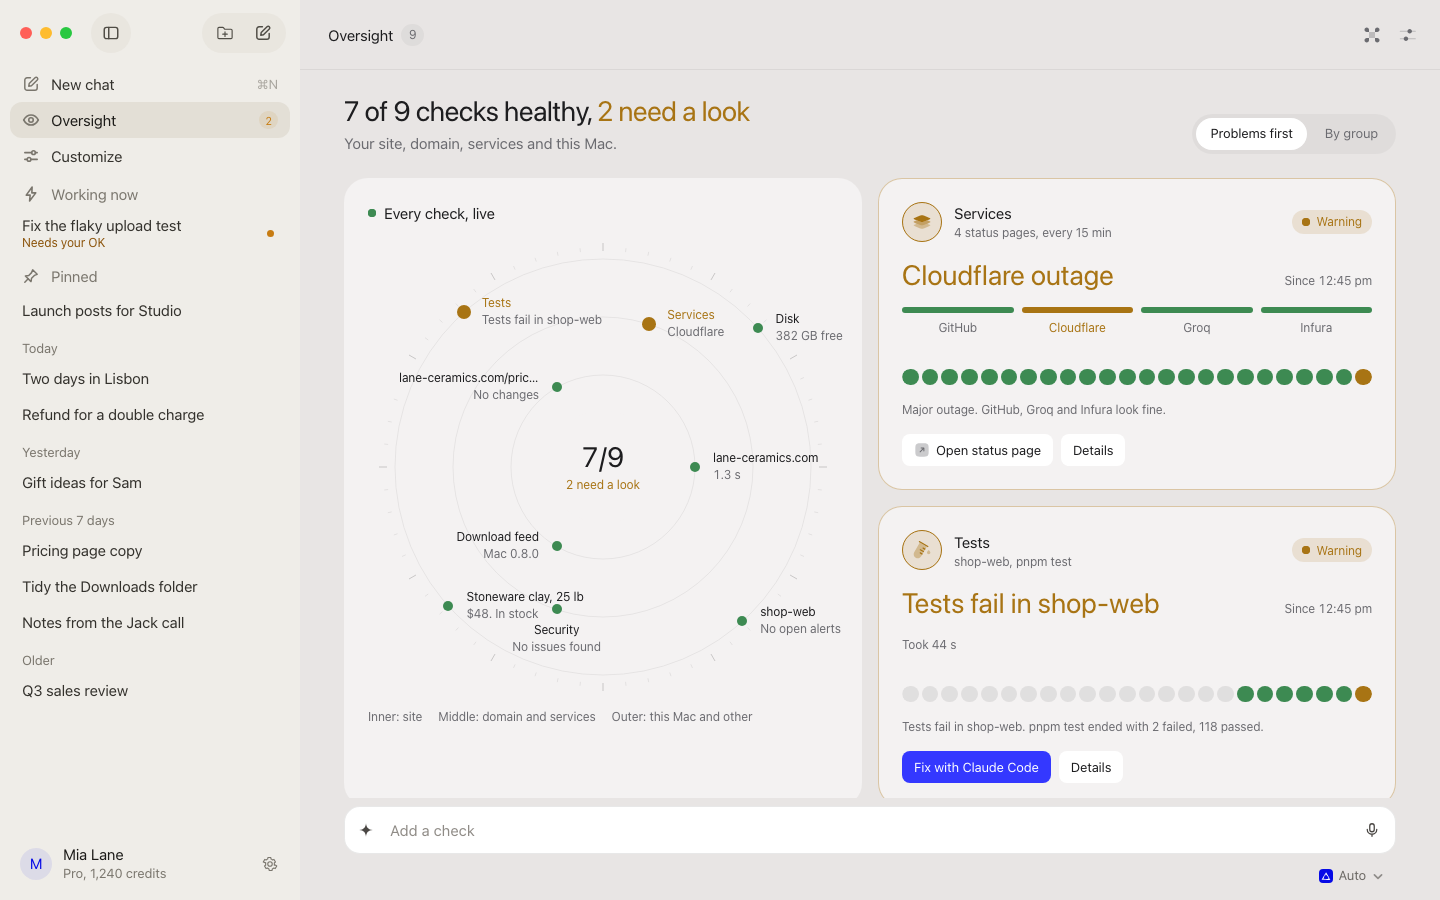 New chat
⌘N
Oversight
2
Customize
Working now
Fix the flaky upload test
Needs your OK
Pinned
Launch posts for Studio
Today
Two days in Lisbon
Refund for a double charge
Yesterday
Gift ideas for Sam
Previous 7 days
Pricing page copy
Tidy the Downloads folder
Notes from the Jack call
Older
Q3 sales review
M
Mia Lane
Pro, 1,240 credits
Oversight 9
7 of 9 checks healthy, 2 need a look
Your site, domain, services and this Mac.
Problems first
By group
Every check, live
Tests
Tests fail in shop-web
Services
Cloudflare
Disk
382 GB free
lane-ceramics.com/pric...
No changes
7/9
2 need a look
lane-ceramics.com
1.3 s
Download feed
Mac 0.8.0
Stoneware clay, 25 lb
$48. In stock
Security
No issues found
shop-web
No open alerts
Inner: site
Middle: domain and services
Outer: this Mac and other
Services
4 status pages, every 15 min
Warning
Cloudflare outage
Since 12:45 pm
GitHub
Cloudflare
Groq
Infura
Major outage. GitHub, Groq and Infura look fine.
Open status page
Details
Tests
shop-web, pnpm test
Warning
Tests fail in shop-web
Since 12:45 pm
Took 44 s
Tests fail in shop-web. pnpm test ended with 2 failed, 118 passed.
Fix with Claude Code
Details
Add a check
Auto